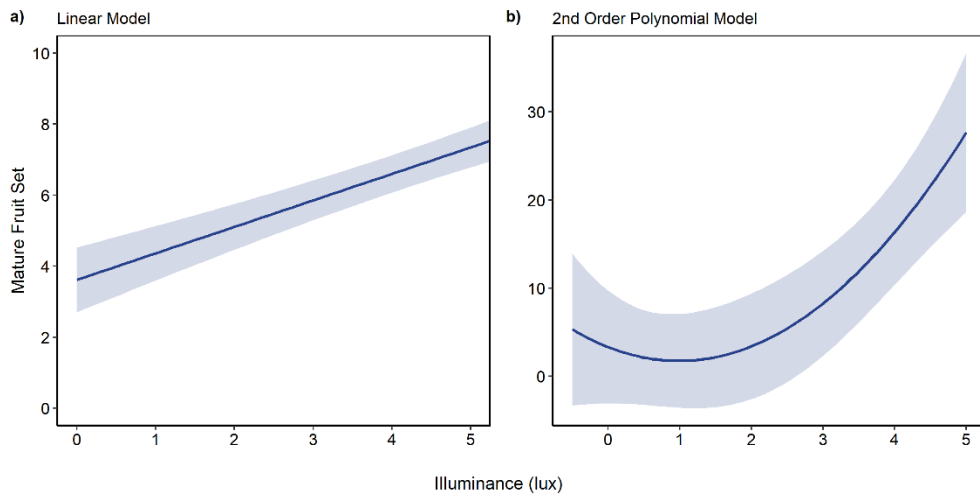 a) Linear Model
b) 2nd Order Polynomial Model
Mature Fruit Set
10
8
6
4
2
0
0 1 2 3 4 5
30
20
10
0
0 1 2 3 4 5
Illuminance (lux)